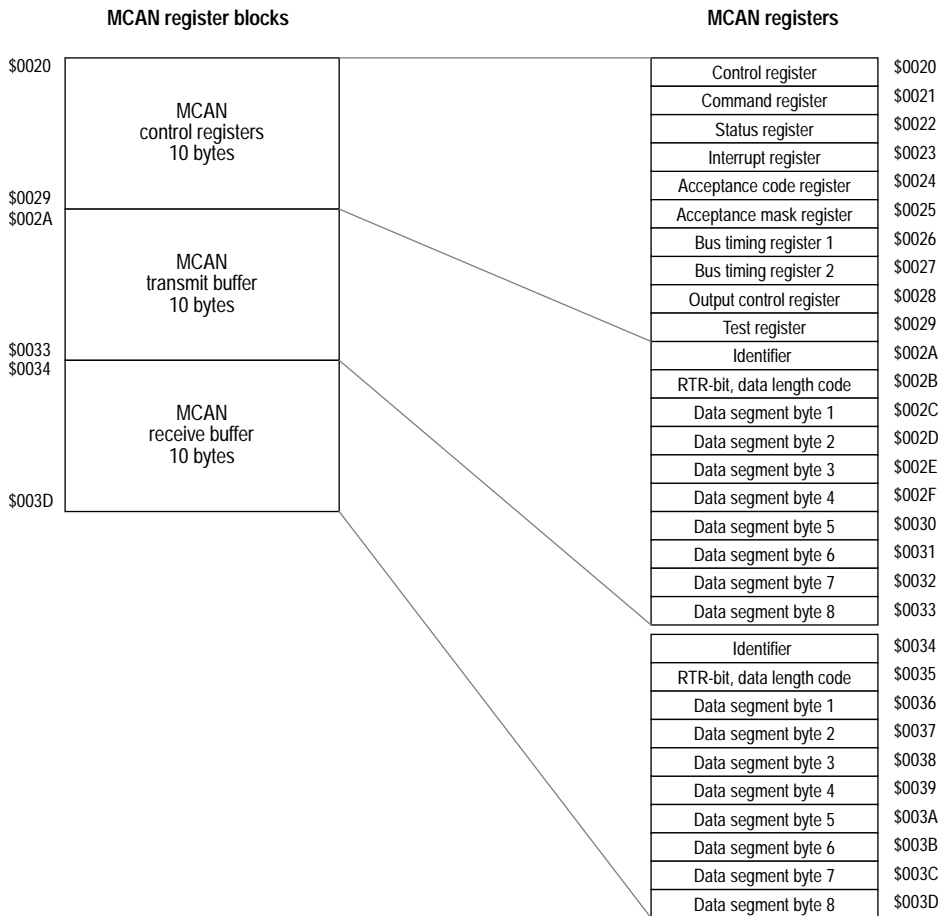 MCAN register blocks
MCAN registers
$0020
MCAN
control registers
10 bytes
$0029
$002A
MCAN
transmit buffer
10 bytes
$0033
$0034
MCAN
receive buffer
10 bytes
$003D
Control register $0020
Command register $0021
Status register $0022
Interrupt register $0023
Acceptance code register $0024
Acceptance mask register $0025
Bus timing register 1 $0026
Bus timing register 2 $0027
Output control register $0028
Test register $0029
Identifier $002A
RTR-bit, data length code $002B
Data segment byte 1 $002C
Data segment byte 2 $002D
Data segment byte 3 $002E
Data segment byte 4 $002F
Data segment byte 5 $0030
Data segment byte 6 $0031
Data segment byte 7 $0032
Data segment byte 8 $0033
Identifier $0034
RTR-bit, data length code $0035
Data segment byte 1 $0036
Data segment byte 2 $0037
Data segment byte 3 $0038
Data segment byte 4 $0039
Data segment byte 5 $003A
Data segment byte 6 $003B
Data segment byte 7 $003C
Data segment byte 8 $003D